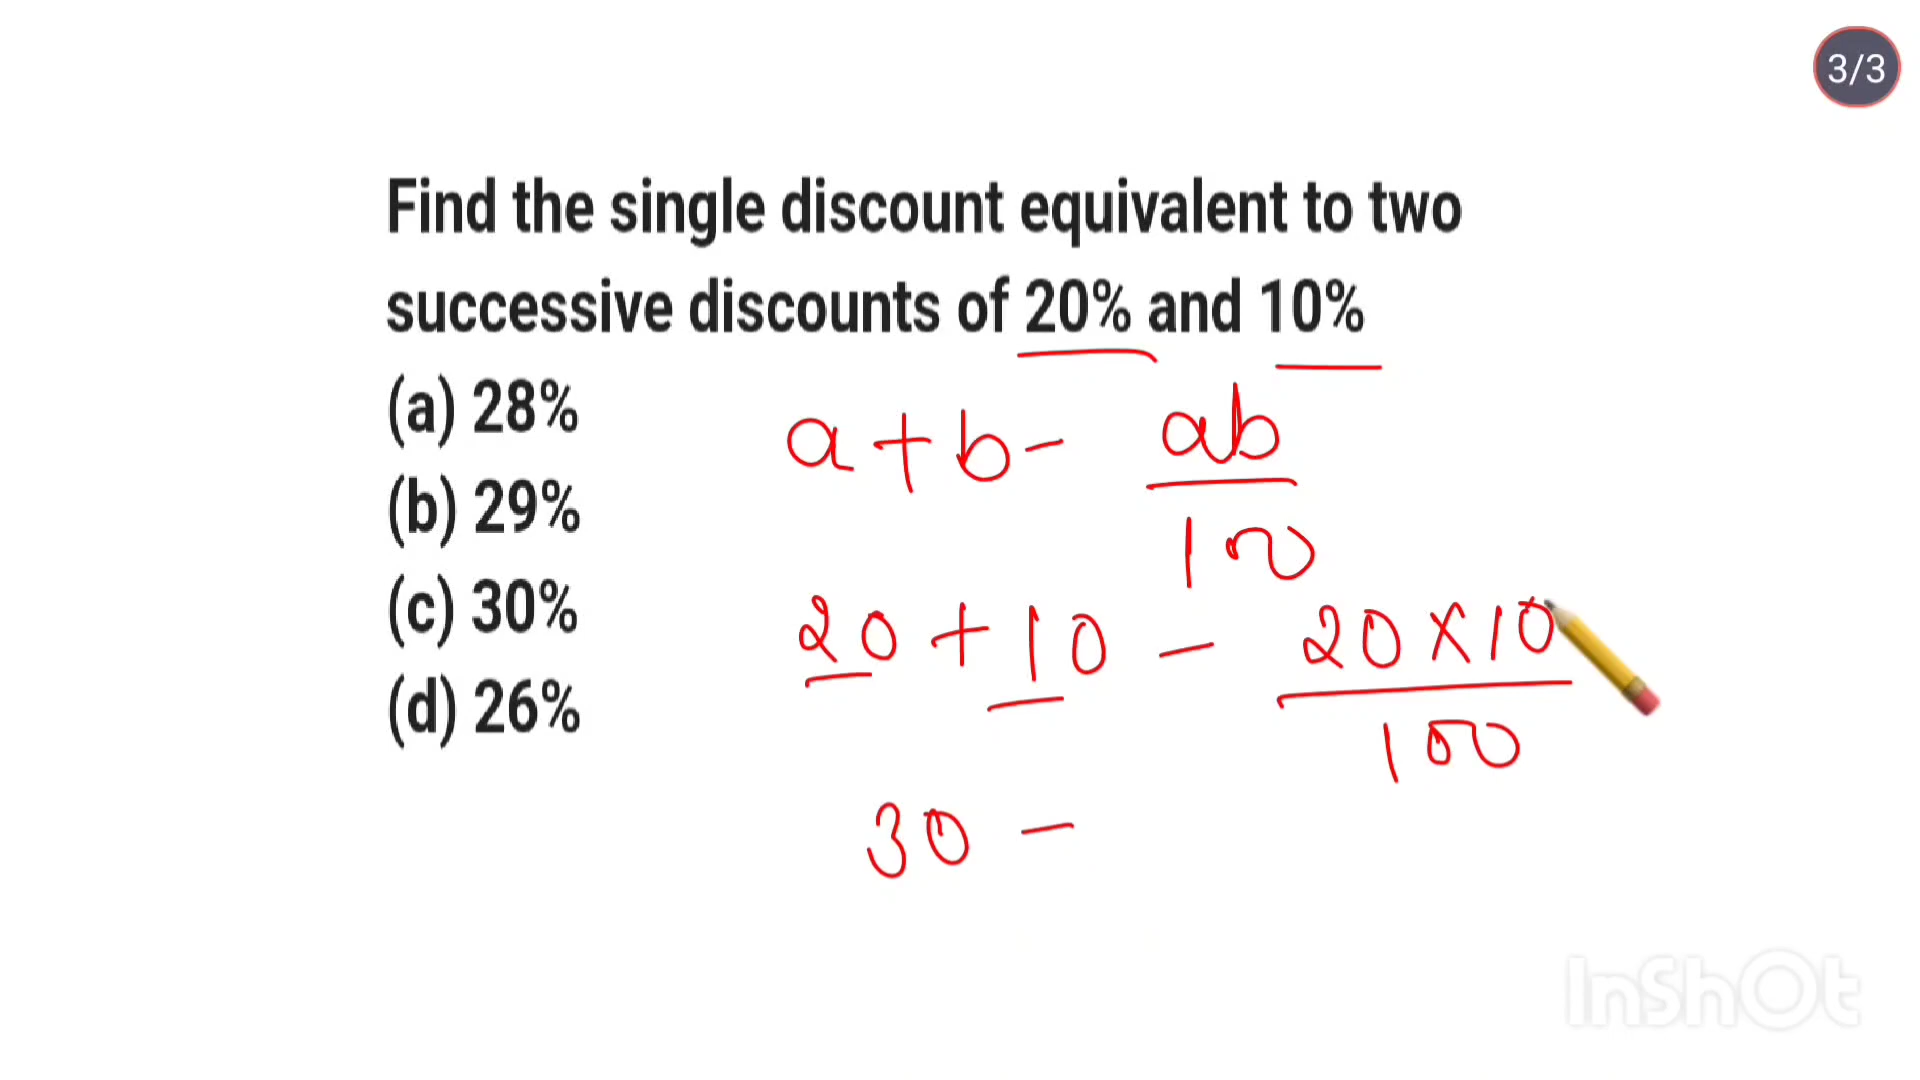 3/3
Find the single discount equivalent to two
successive discounts of 20% and 10%
(a) 28%
(b) 29%
(c) 30%
(d) 26%
a+b- ab/100
20+10 - 20×10/100
30 -
InShOt